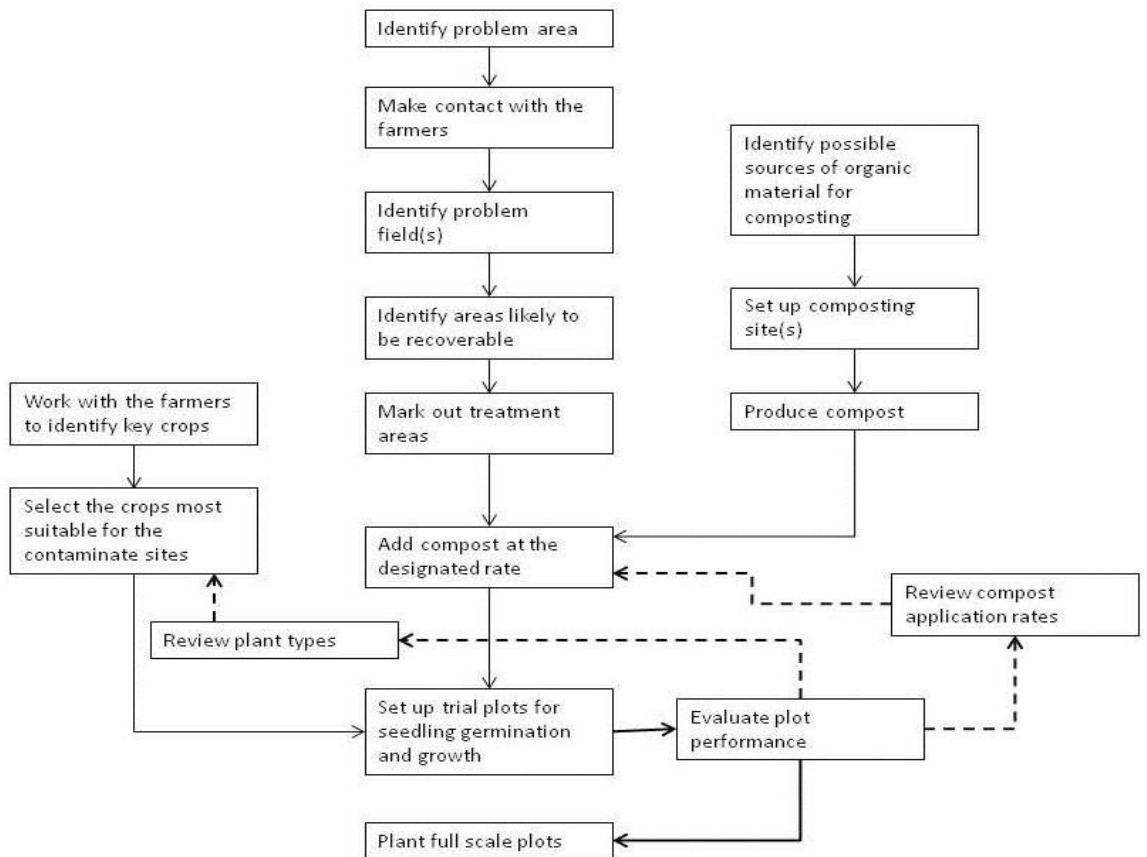 Identify problem area
Make contact with the
farmers
Identify problem
field(s)
Identify areas likely to
be recoverable
Mark out treatment
areas
Identify possible
sources of organic
material for
composting
Set up composting
site(s)
Produce compost
Work with the farmers
to identify key crops
Select the crops most
suitable for the
contaminate sites
Add compost at the
designated rate
Review compost
application rates
Review plant types
Set up trial plots for
seedling germination
and growth
Evaluate plot
performance
Plant full scale plots